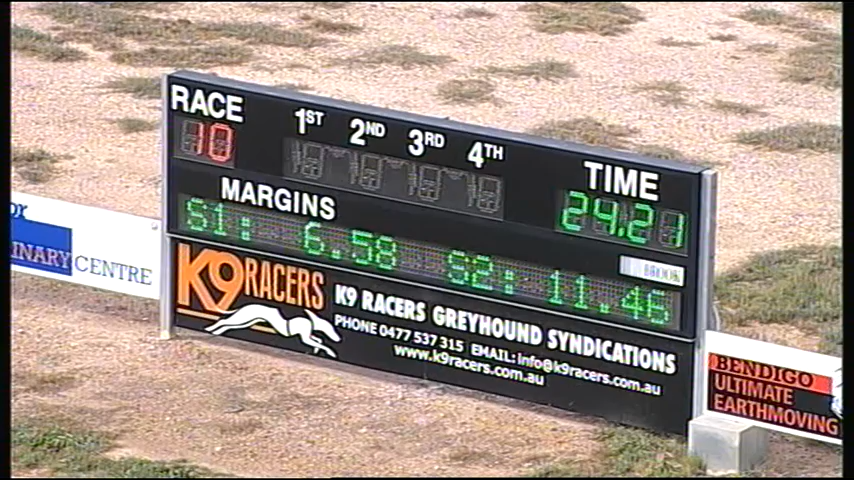 RACE 1ST 2ND 3RD 4TH TIME
10 24.21
MARGINS
S1: 6.58 S2: 11.46
BROOK
K9 RACERS
K9 RACERS GREYHOUND SYNDICATIONS
PHONE 0477 537 315 EMAIL: info@k9racers.com.au
www.k9racers.com.au
INARY CENTRE
BENDIGO
ULTIMATE
EARTHMOVING